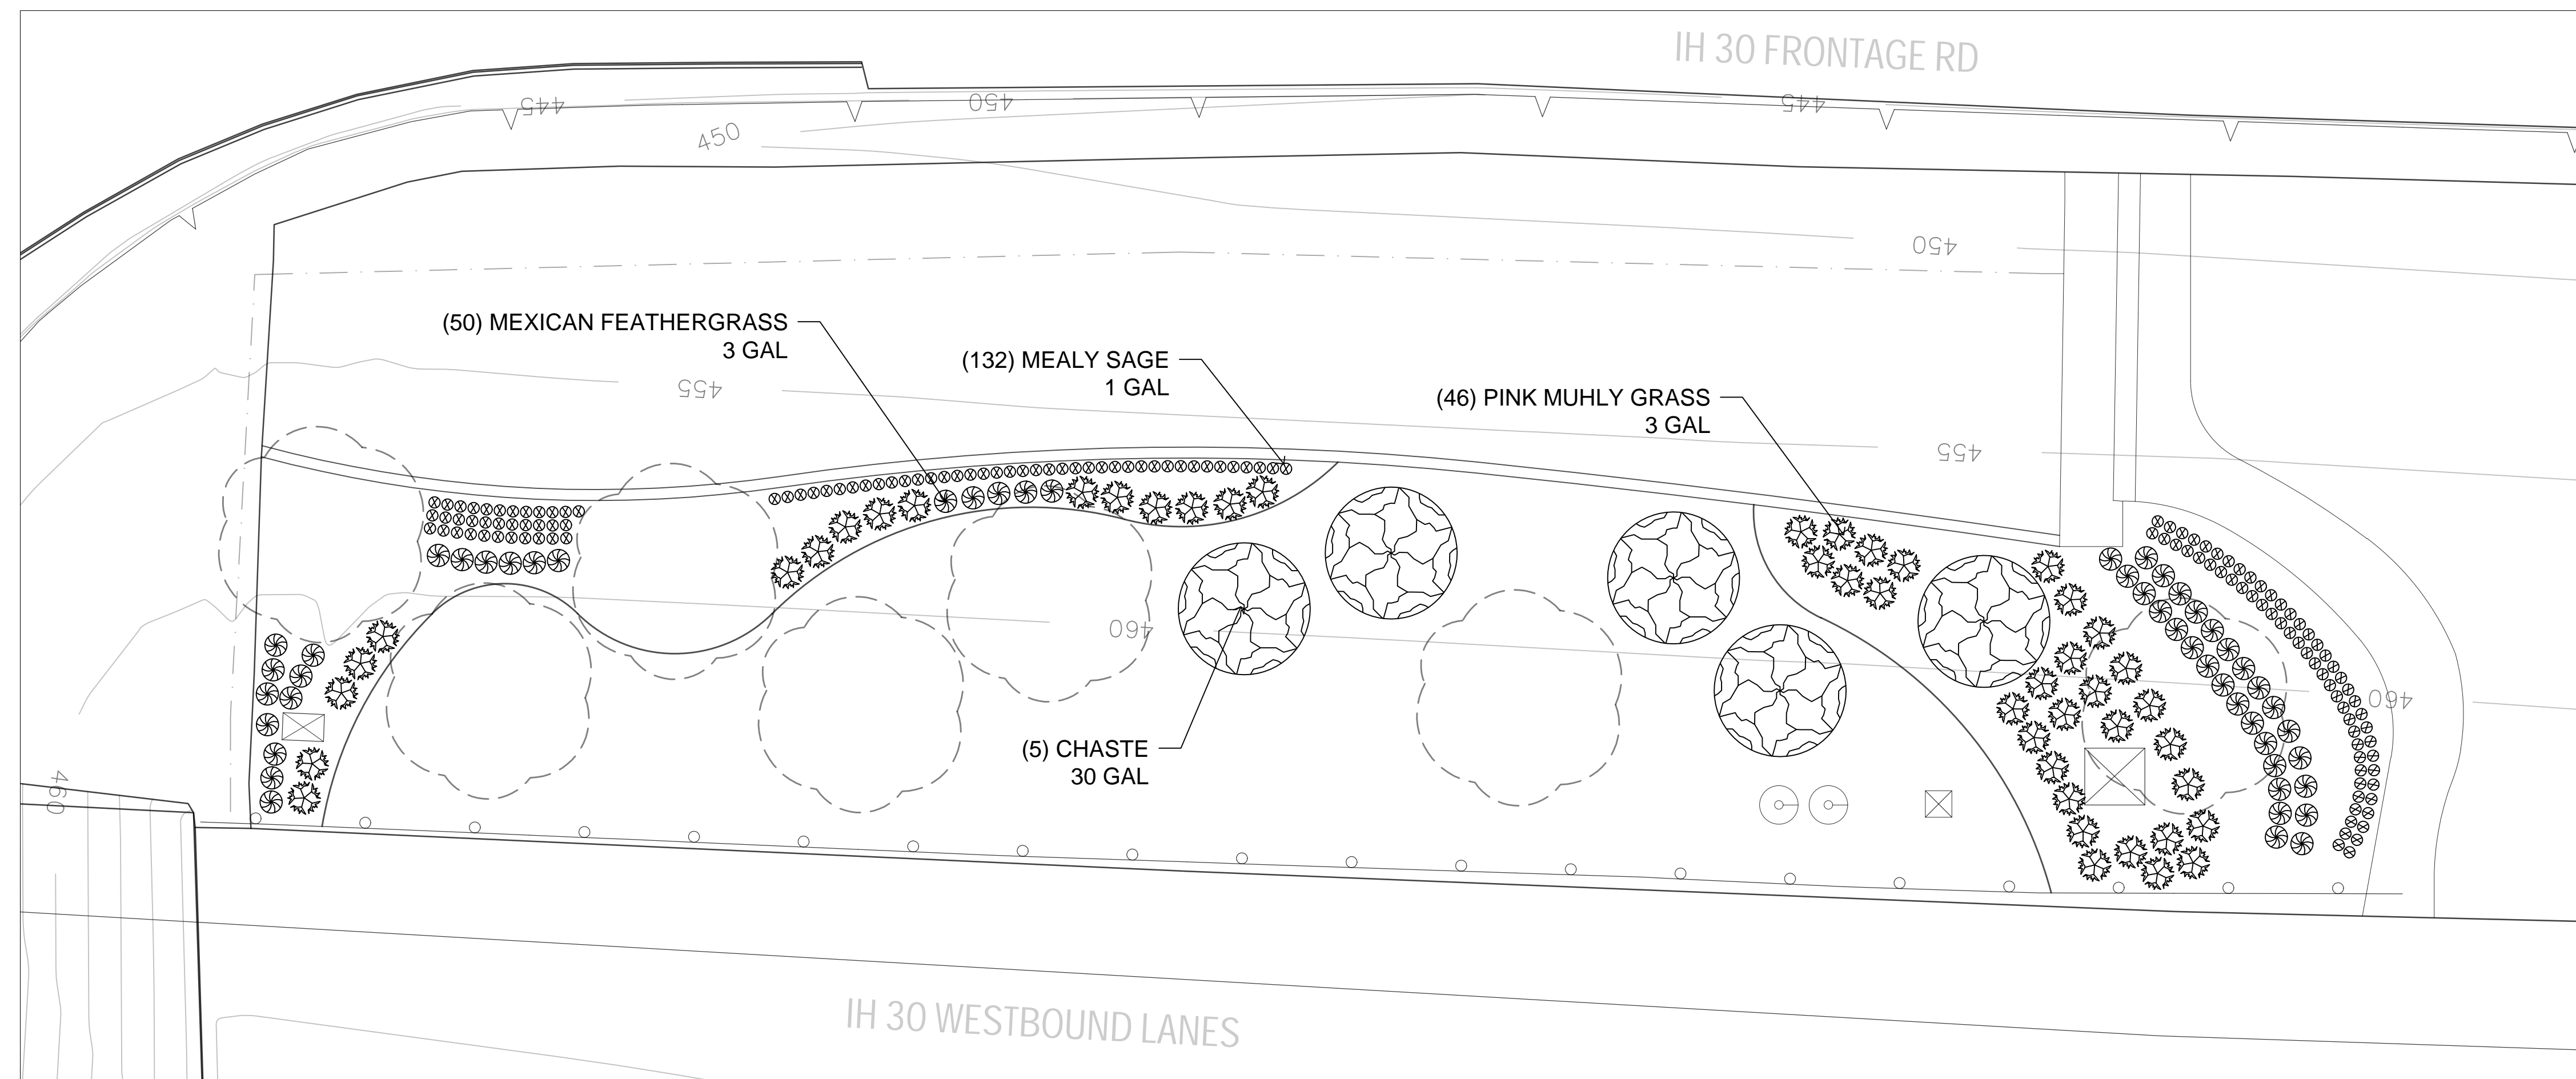 IH 30 FRONTAGE RD
445
450
445
450
450
(50) MEXICAN FEATHERGRASS
3 GAL
(132) MEALY SAGE
1 GAL
455
(46) PINK MUHLY GRASS
3 GAL
455
460
460
(5) CHASTE
30 GAL
460
IH 30 WESTBOUND LANES